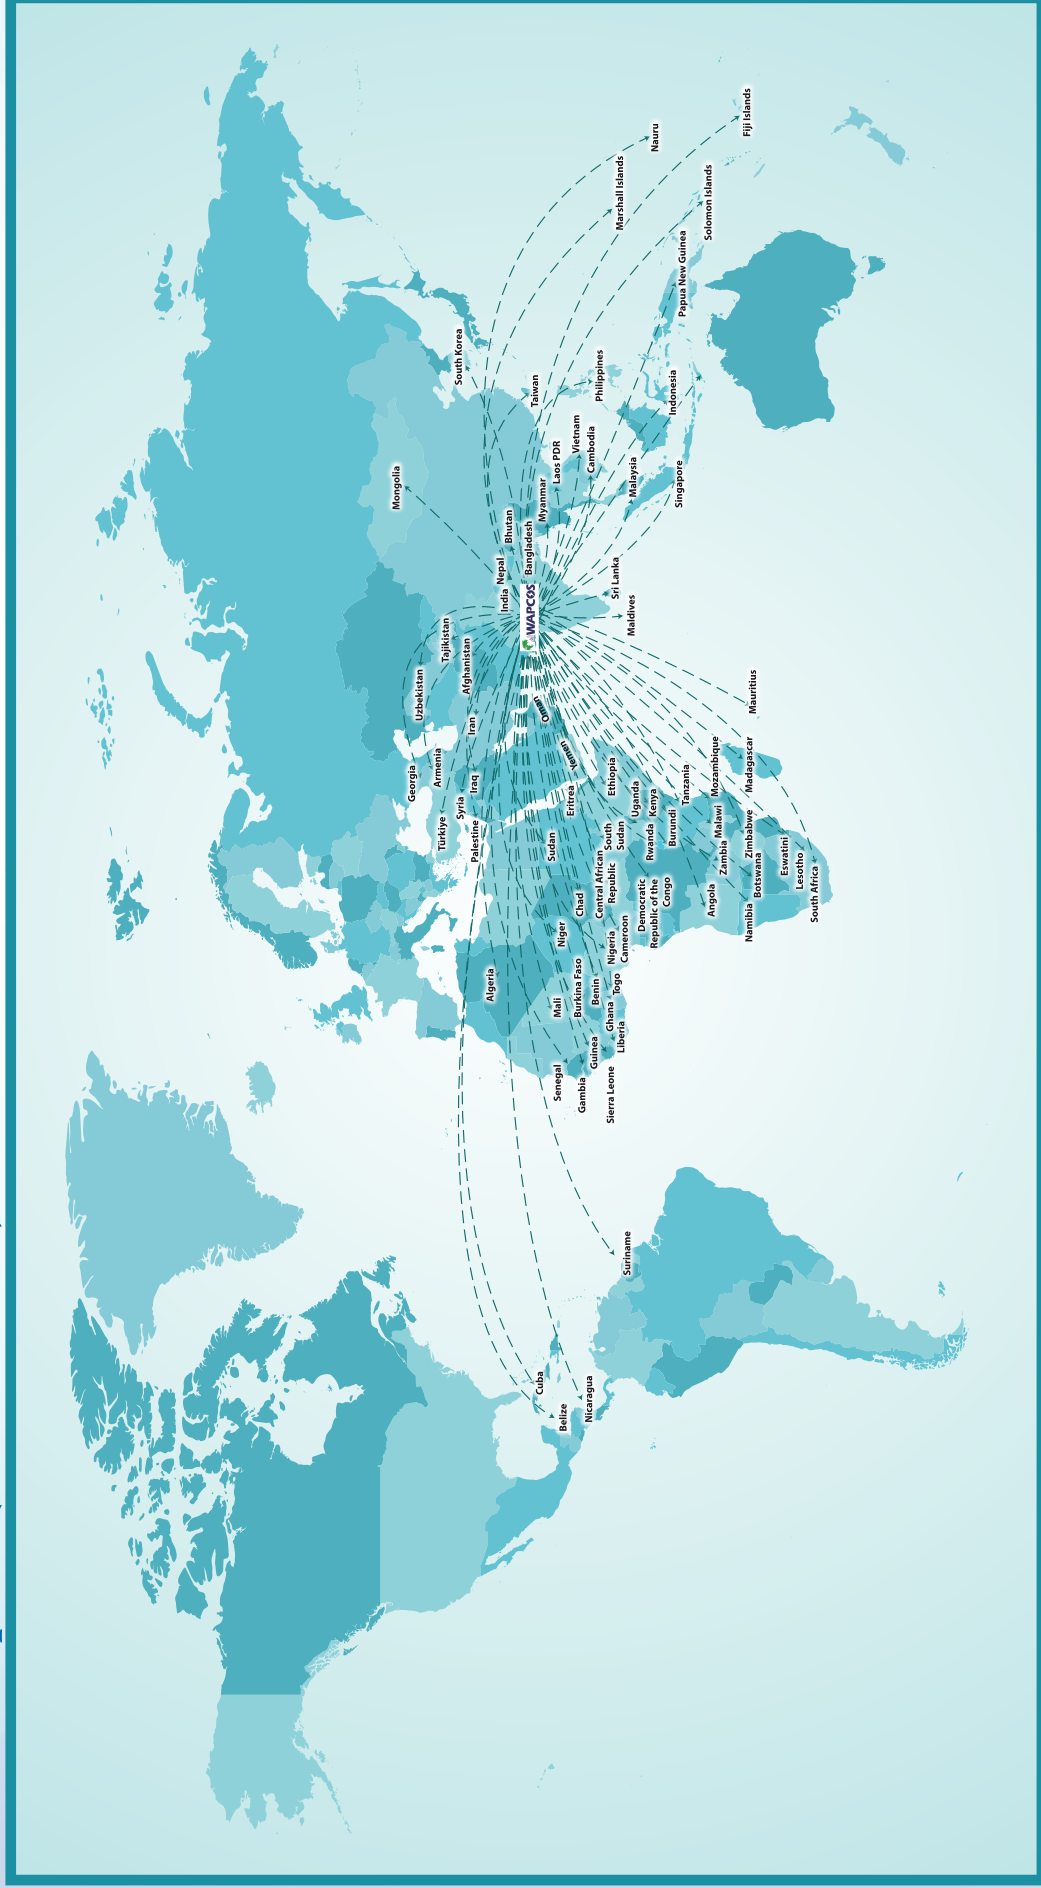 Mongolia
Georgia
Uzbekistan
Armenia
Türkiye
Tajikistan
Syria
South Korea
Afghanistan
Palestine
Iraq
Iran
Algeria
Nepal
India
Bhutan
WAPCOS
Bangladesh
Taiwan
Cuba
Oman
Myanmar
Belize
Senegal
Mali
Niger
Sudan
Laos PDR
Yemen
Eritrea
Vietnam
Gambia
Burkina Faso
Chad
Nicaragua
Guinea
Benin
Cambodia
Philippines
Sierra Leone
Ghana
Togo
Nigeria
Central African
Republic
South
Sudan
Ethiopia
Sri Lanka
Marshall Islands
Suriname
Liberia
Cameroon
Uganda
Maldives
Malaysia
Democratic
Republic of the
Congo
Rwanda
Kenya
Nauru
Burundi
Indonesia
Singapore
Tanzania
Papua New Guinea
Angola
Solomon Islands
Zambia
Malawi
Mozambique
Namibia
Zimbabwe
Madagascar
Mauritius
Fiji Islands
Botswana
Eswatini
Lesotho
South Africa